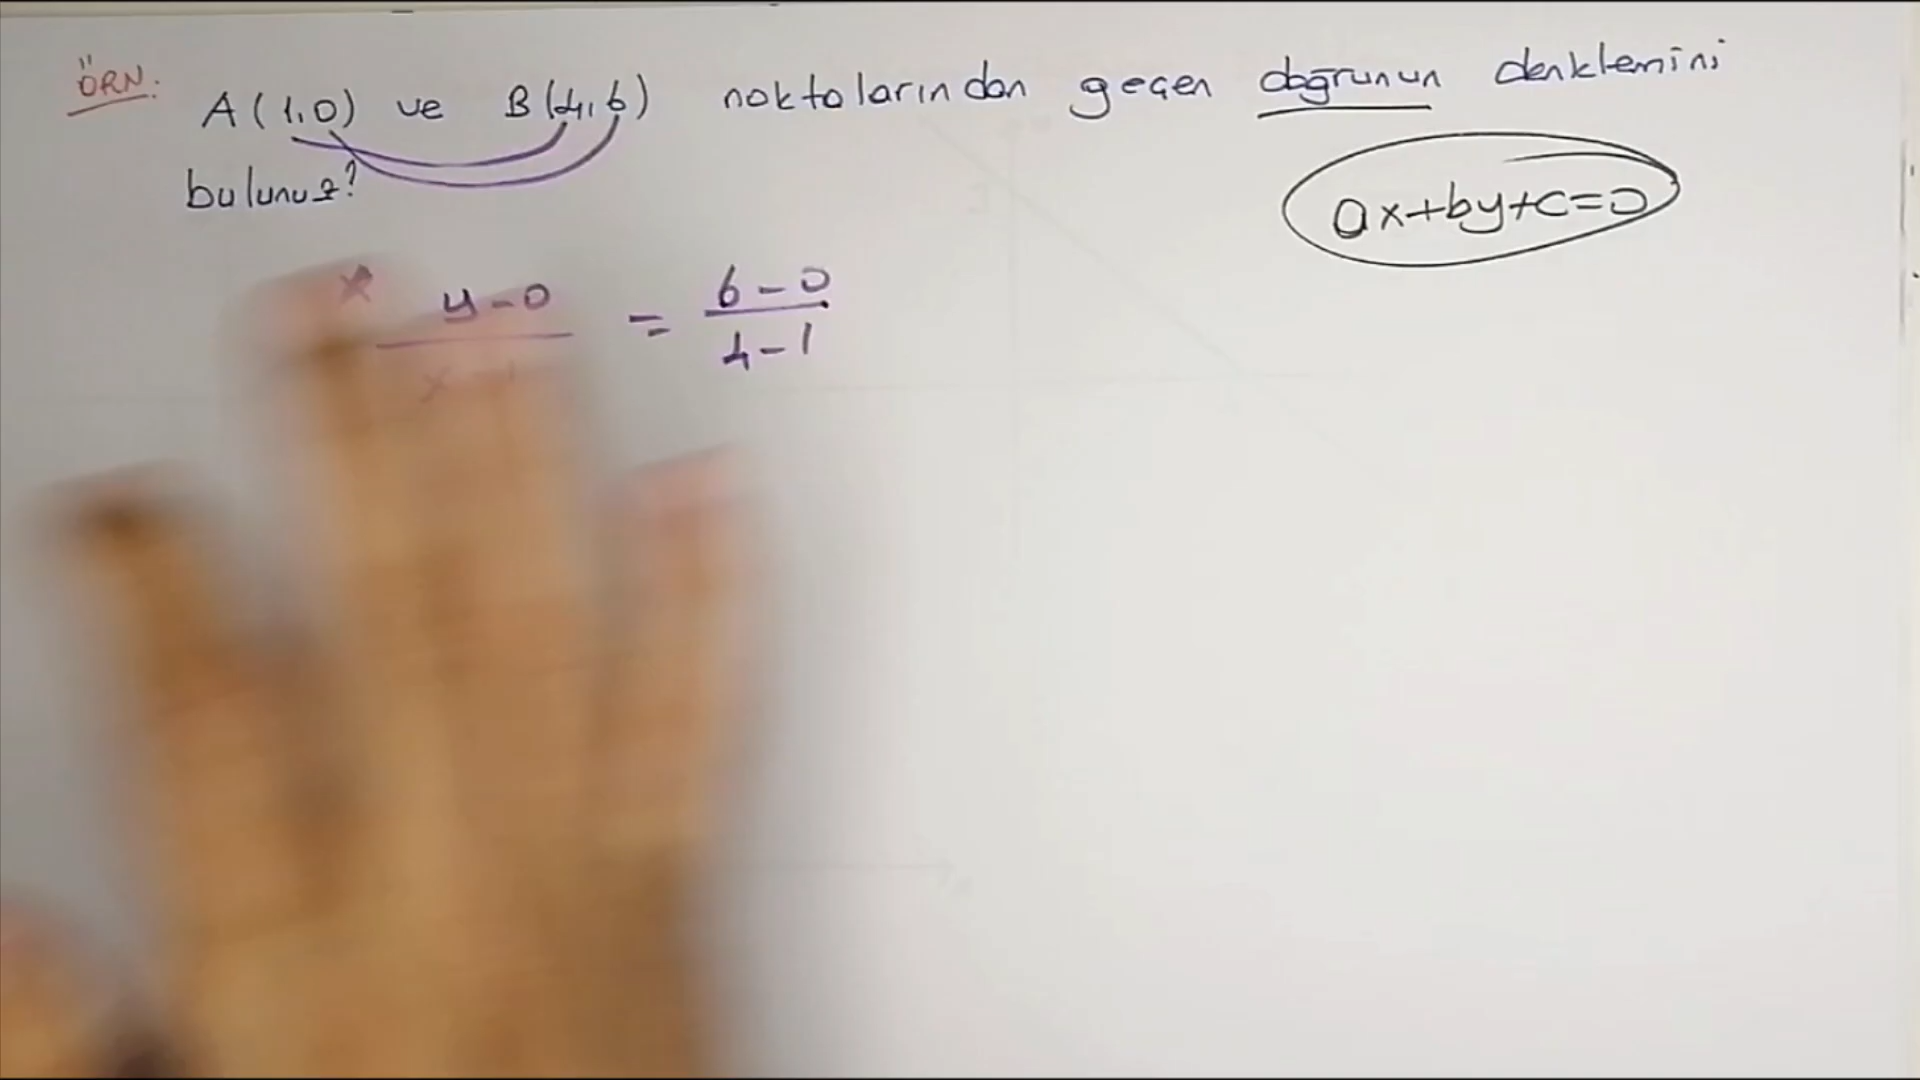 ÖRN:
A(1,0) ve B(4,6) noktalarından geçen doğrunun denklemini
bulunuz?
ax+by+c=0
* y-0 = 6-0
x-1 4-1